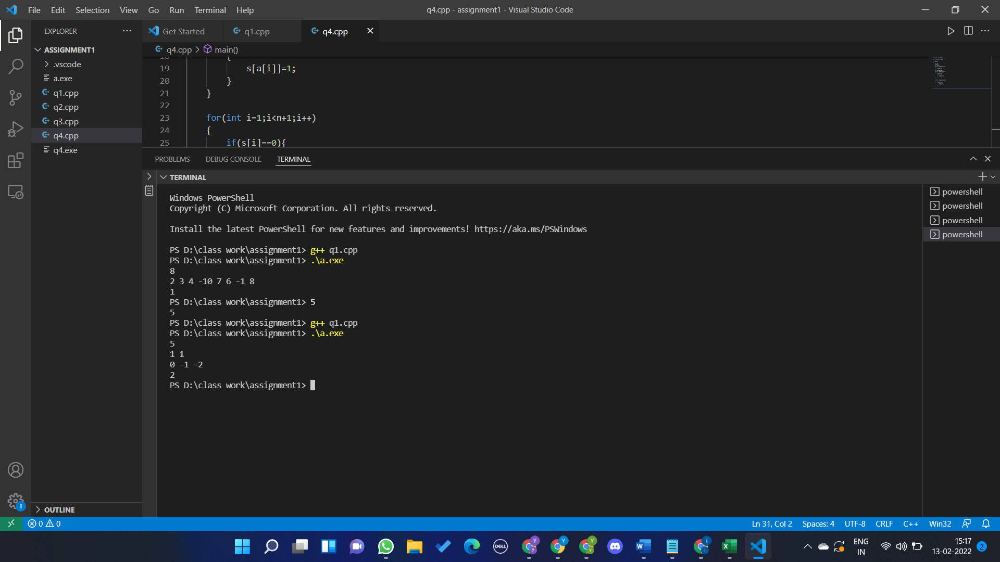 File Edit Selection View Go Run Terminal Help
q4.cpp - assignment1 - Visual Studio Code
EXPLORER
ASSIGNMENT1
.vscode
a.exe
q1.cpp
q2.cpp
q3.cpp
q4.cpp
q4.exe
OUTLINE
Get Started q1.cpp q4.cpp
q4.cpp > main()
18 {
19 s[a[i]]=1;
20 }
21 }
22
23 for(int i=1;i<n+1;i++)
24 {
25 if(s[i]==0){
PROBLEMS DEBUG CONSOLE TERMINAL
TERMINAL
Windows PowerShell
Copyright (C) Microsoft Corporation. All rights reserved.
Install the latest PowerShell for new features and improvements! https://aka.ms/PSWindows
PS D:\class work\assignment1> g++ q1.cpp
PS D:\class work\assignment1> .\a.exe
8
2 3 4 -10 7 6 -1 8
1
PS D:\class work\assignment1> 5
5
PS D:\class work\assignment1> g++ q1.cpp
PS D:\class work\assignment1> .\a.exe
5
1 1
0 -1 -2
2
PS D:\class work\assignment1>
powershell
powershell
powershell
powershell
1
0 0
Ln 31, Col 2 Spaces: 4 UTF-8 CRLF C++ Win32
DELL
ENG
IN
15:17
13-02-2022
2